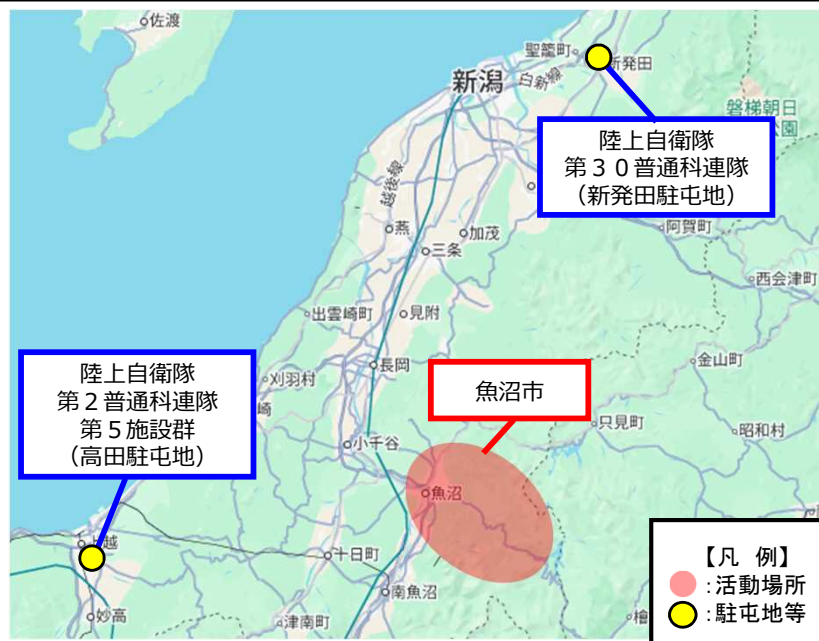 佐渡
聖籠町
新発田
新潟
白新線
磐梯朝日
公園
陸上自衛隊
第３０普通科連隊
（新発田駐屯地）
越後線
燕
加茂
三条
阿賀町
西会津町
出雲崎町
見附
陸上自衛隊
第２普通科連隊
第５施設群
（高田駐屯地）
刈羽村
崎
長岡
魚沼市
金山町
只見町
昭和村
小千谷
魚沼
上越
十日町
南魚沼
妙高
津南町
檜
【凡 例】
：活動場所
：駐屯地等